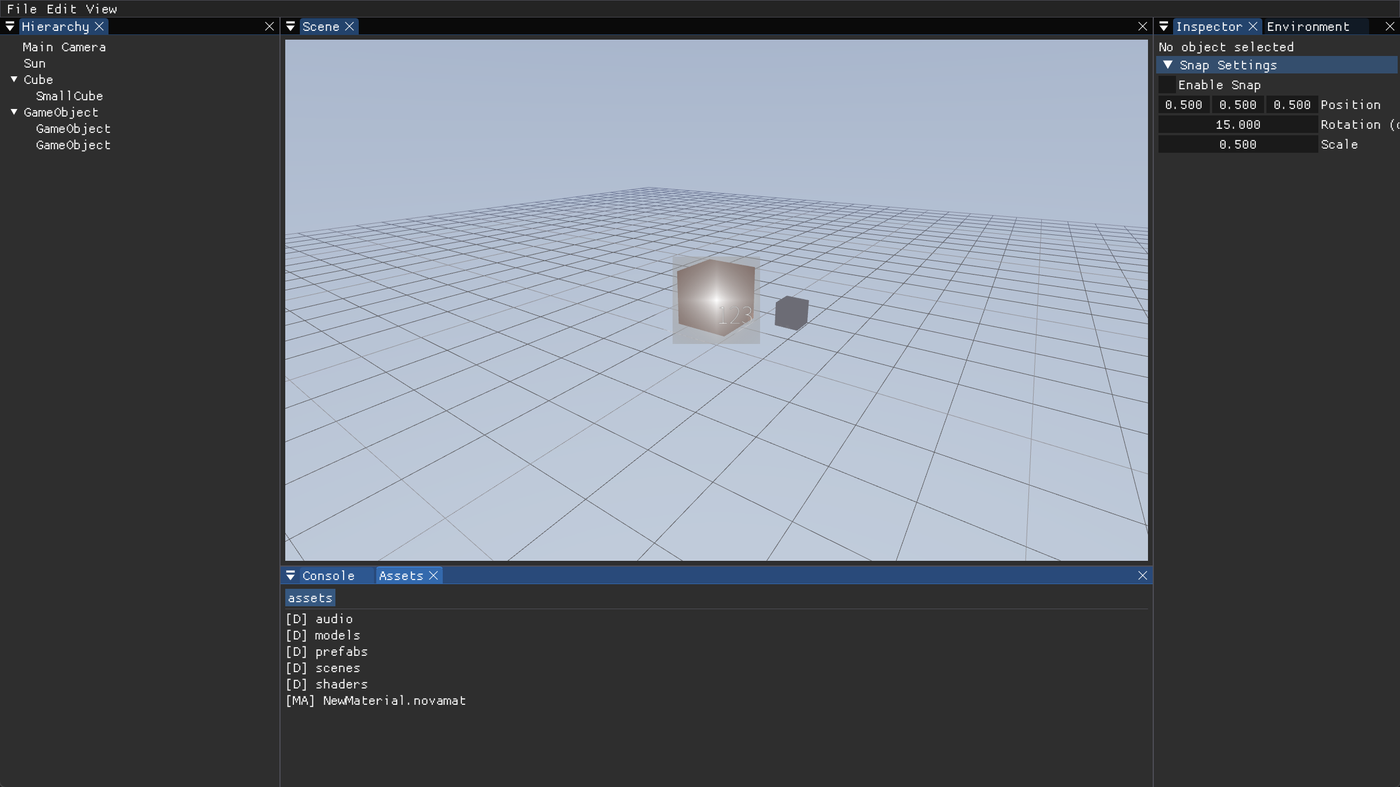 File Edit View
Hierarchy
Main Camera
Sun
Cube
SmallCube
GameObject
GameObject
GameObject
Scene
123
Console Assets
assets
[D] audio
[D] models
[D] prefabs
[D] scenes
[D] shaders
[MA] NewMaterial.novamat
Inspector Environment
No object selected
Snap Settings
Enable Snap
0.500 0.500 0.500 Position
15.000 Rotation (
0.500 Scale